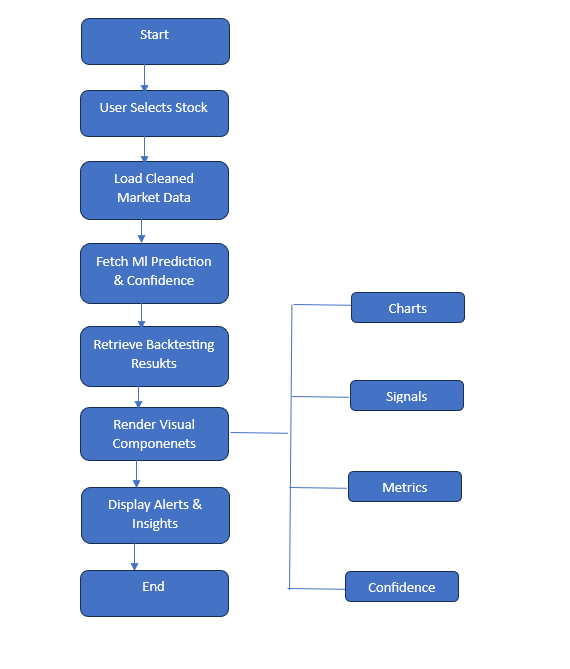 Start
User Selects Stock
Load Cleaned
Market Data
Fetch Ml Prediction
& Confidence
Retrieve Backtesting
Resukts
Render Visual
Componenets
Display Alerts &
Insights
End
Charts
Signals
Metrics
Confidence